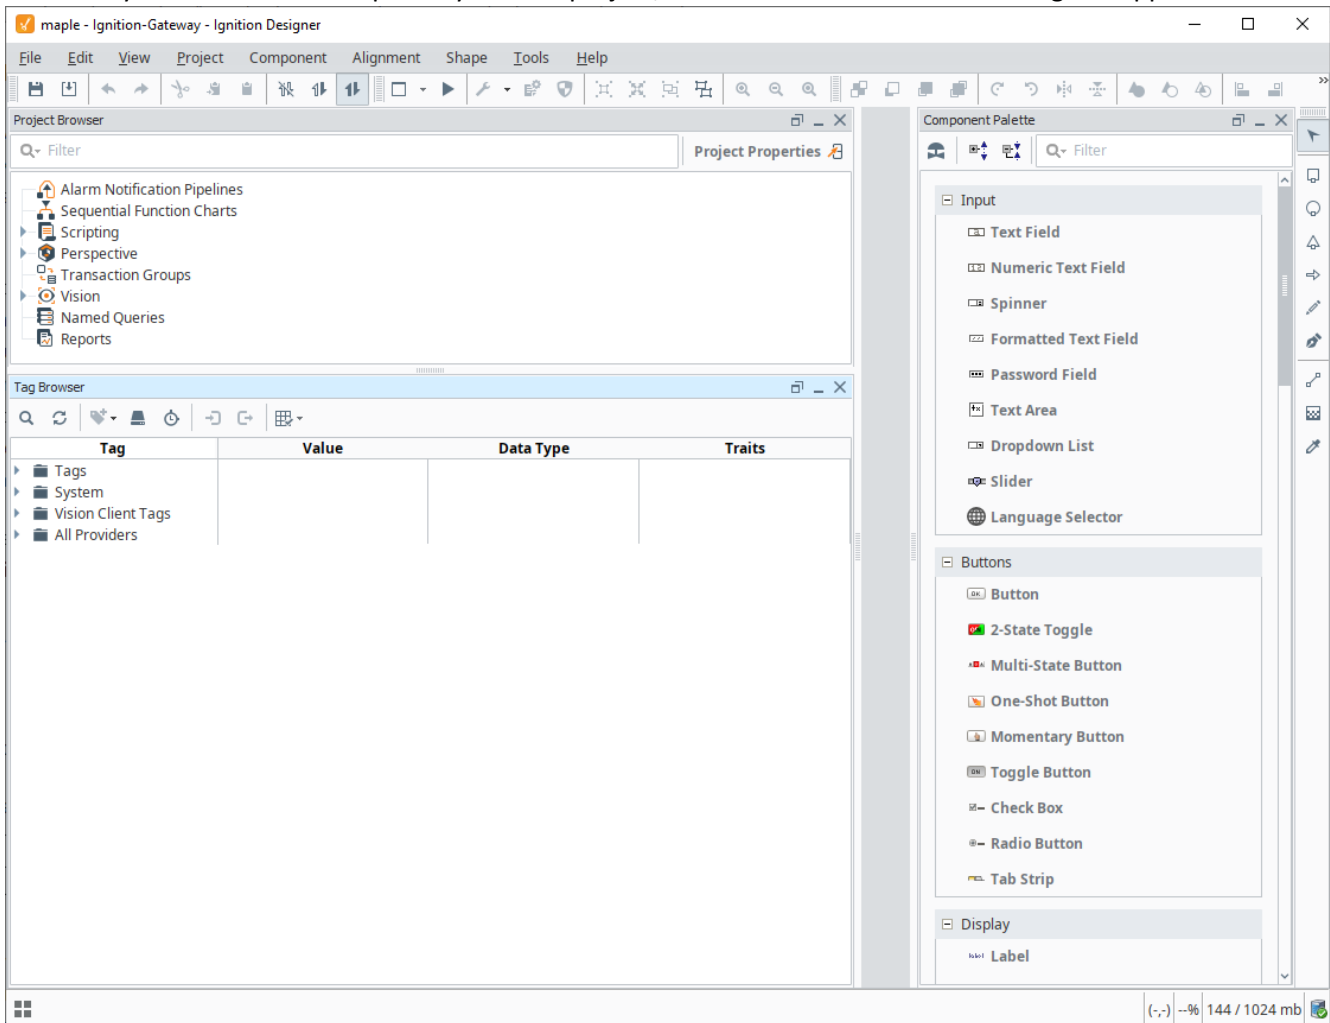 maple - Ignition-Gateway - Ignition Designer
File Edit View Project Component Alignment Shape Tools Help
Project Browser
Filter
Project Properties
Alarm Notification Pipelines
Sequential Function Charts
Scripting
Perspective
Transaction Groups
Vision
Named Queries
Reports
Tag Browser
Tag Value Data Type Traits
Tags
System
Vision Client Tags
All Providers
Component Palette
Filter
Input
Text Field
Numeric Text Field
Spinner
Formatted Text Field
Password Field
Text Area
Dropdown List
Slider
Language Selector
Buttons
Button
2-State Toggle
Multi-State Button
One-Shot Button
Momentary Button
Toggle Button
Check Box
Radio Button
Tab Strip
Display
Label
(-,-) --% 144 / 1024 mb